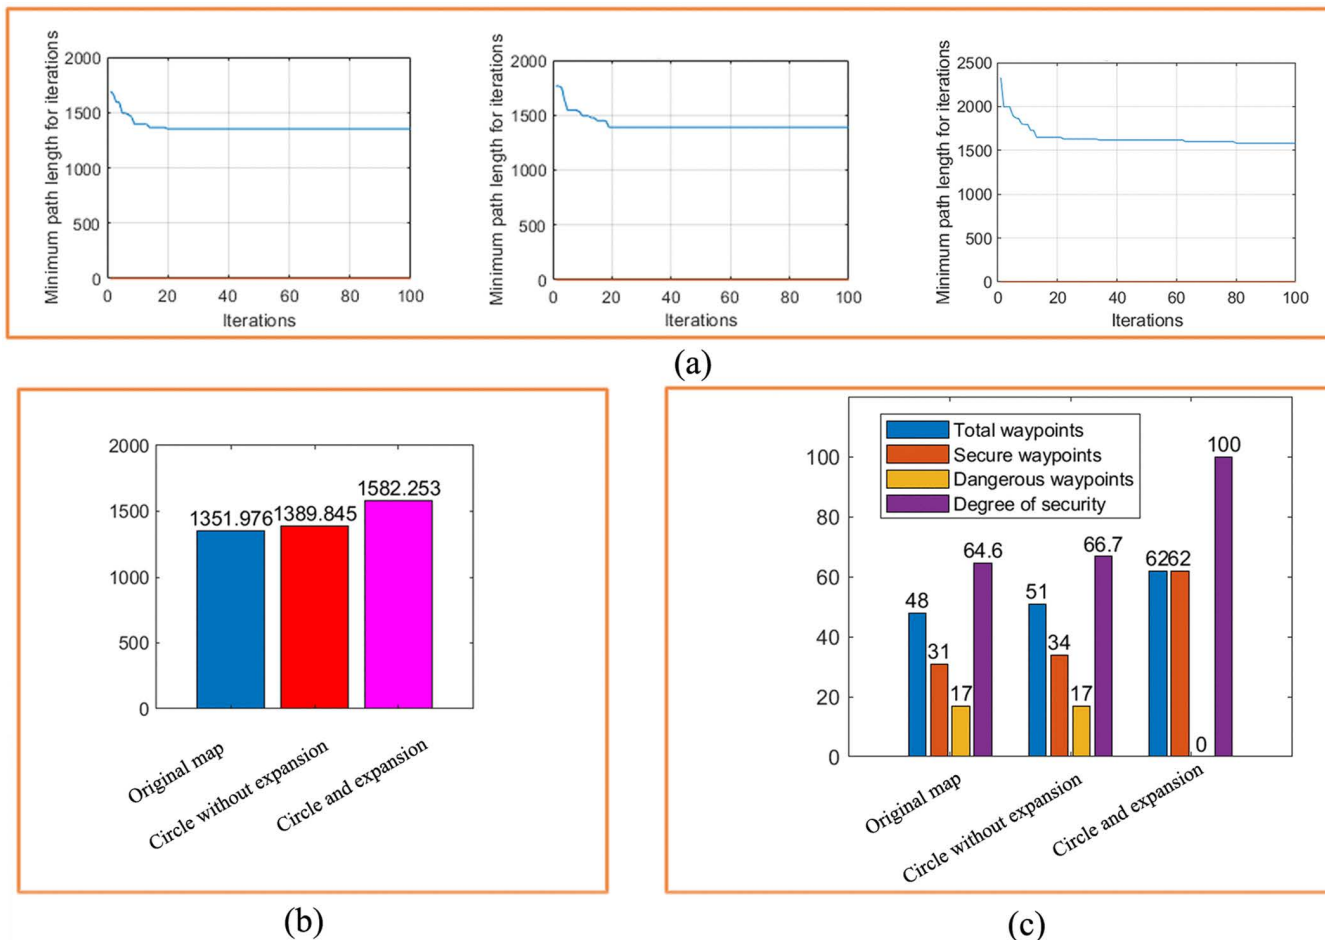 Minimum path length for iterations
2000
1500
1000
500
0
0 20 40 60 80 100
Iterations
Minimum path length for iterations
2000
1500
1000
500
0
0 20 40 60 80 100
Iterations
Minimum path length for iterations
2500
2000
1500
1000
500
0
0 20 40 60 80 100
Iterations
(a)
2000
1500
1000
500
0
1351.976
1389.845
1582.253
Original map
Circle without expansion
Circle and expansion
(b)
Total waypoints
Secure waypoints
Dangerous waypoints
Degree of security
100
80
60
40
20
0
48
31
17
64.6
51
34
17
66.7
62
62
0
100
Original map
Circle without expansion
Circle and expansion
(c)